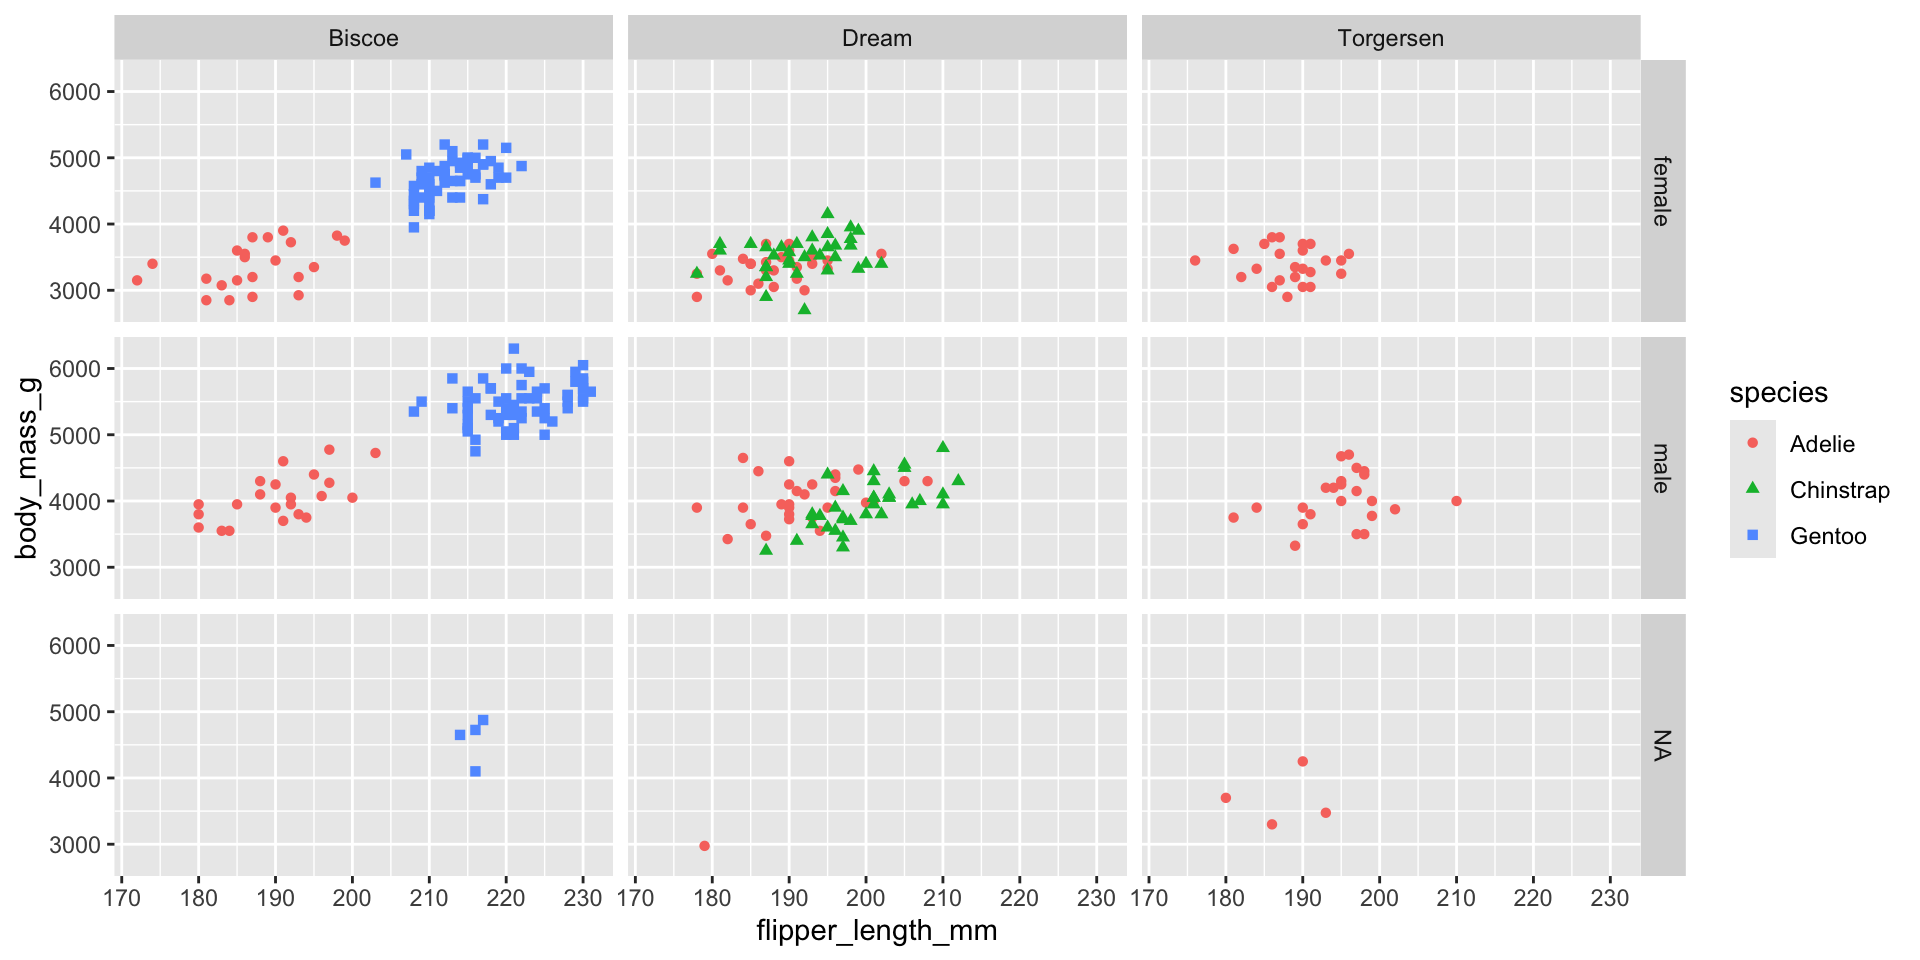 Biscoe Dream Torgersen
6000
5000
4000
3000
female
6000
5000
4000
3000
male
6000
5000
4000
3000
NA
body_mass_g
170 180 190 200 210 220 230 170 180 190 200 210 220 230 170 180 190 200 210 220 230
flipper_length_mm
species
Adelie
Chinstrap
Gentoo